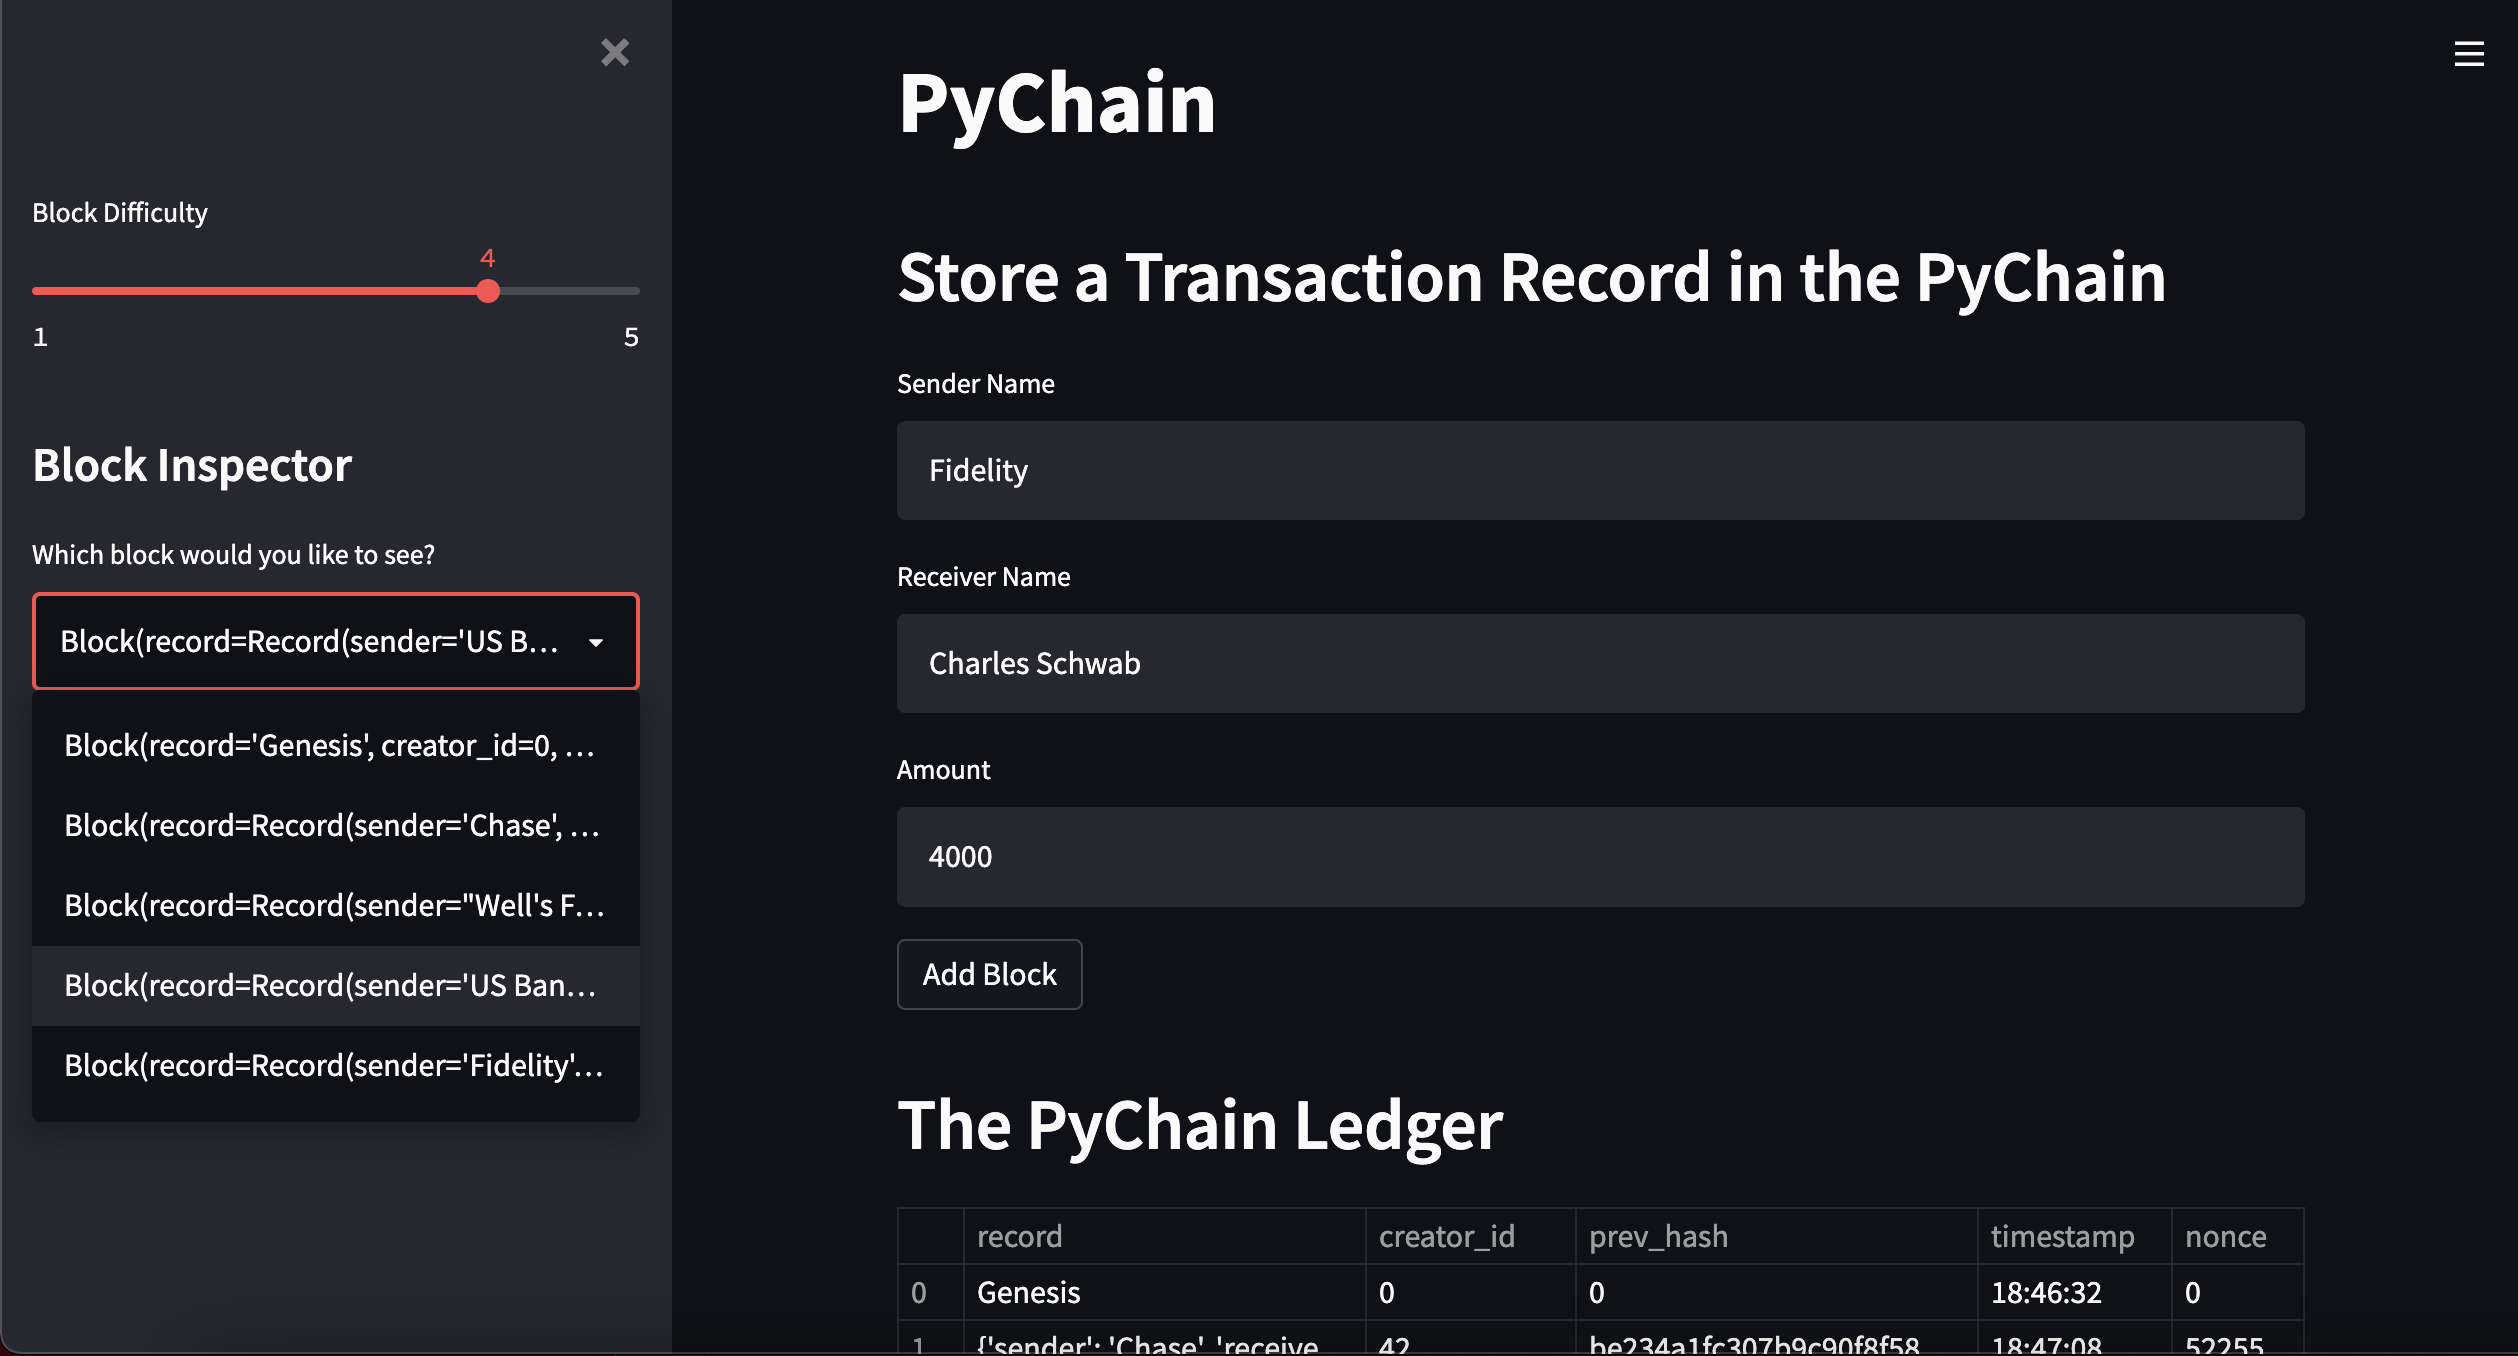 Block Difficulty
4
1 5
Block Inspector
Which block would you like to see?
Block(record=Record(sender='US B...
Block(record='Genesis', creator_id=0, ...
Block(record=Record(sender='Chase', ...
Block(record=Record(sender="Well's F...
Block(record=Record(sender='US Ban...
Block(record=Record(sender='Fidelity'...
PyChain
Store a Transaction Record in the PyChain
Sender Name
Fidelity
Receiver Name
Charles Schwab
Amount
4000
Add Block
The PyChain Ledger
record creator_id prev_hash timestamp nonce
0 Genesis 0 0 18:46:32 0
1 {'sender': 'Chase', 'receive 42 be234a1fc307b9c90f8f58 18:47:08 52255